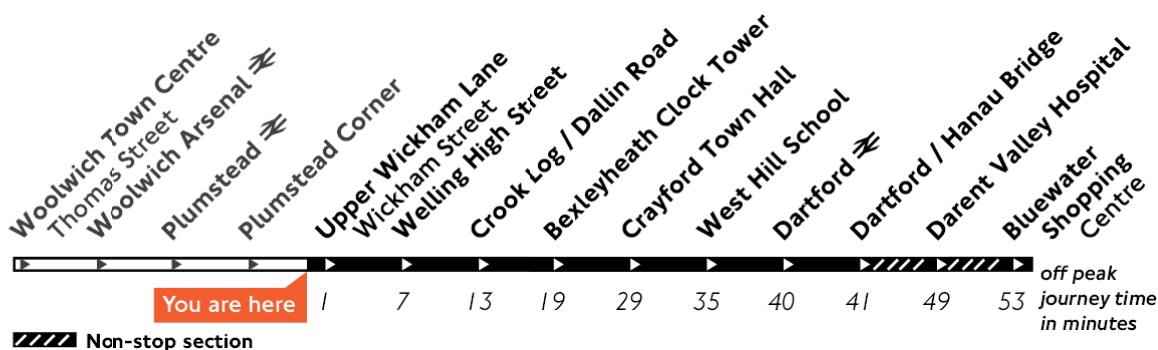 Woolwich Town Centre
Thomas Street
Woolwich Arsenal
Plumstead
Plumstead Corner
Upper Wickham Lane
Wickham Street
Welling High Street
Crook Log / Dallin Road
Bexleyheath Clock Tower
Crayford Town Hall
West Hill School
Dartford
Dartford / Hanau Bridge
Darent Valley Hospital
Bluewater
Shopping
Centre
You are here
1 7 13 19 29 35 40 41 49 53
off peak
journey time
in minutes
Non-stop section